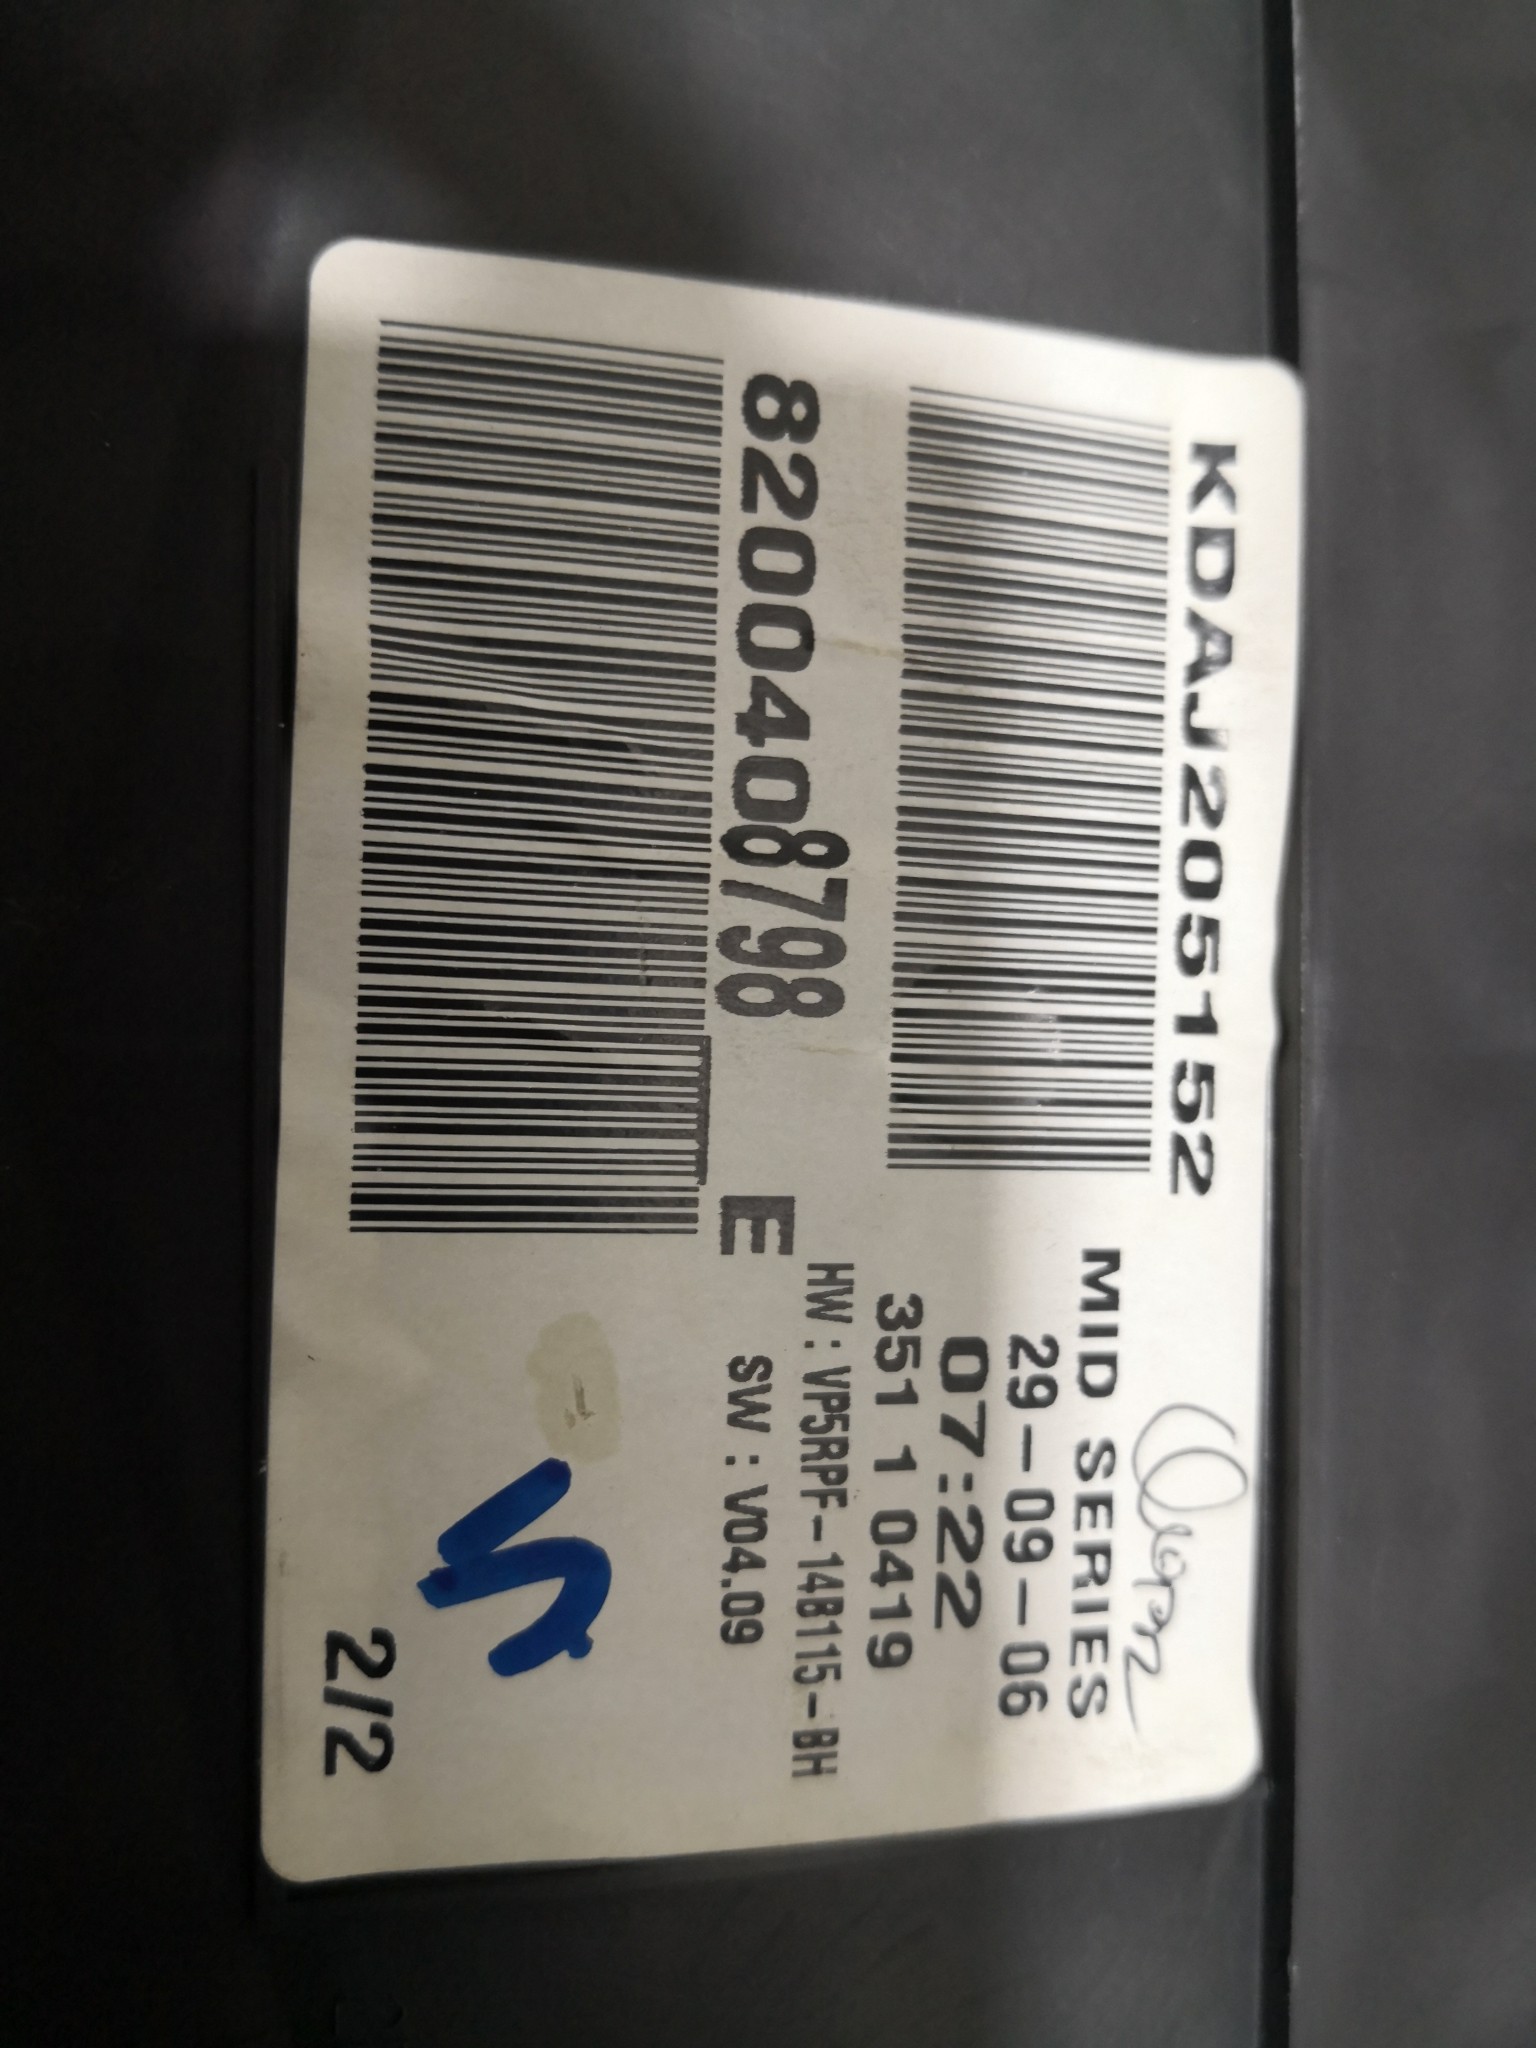 KDAJ205152
MID SERIES
29-09-06
07:22
351 1 0419
HW : VP5RPF-14B115-BH
8200408798 E
SW : V04.09
2/2